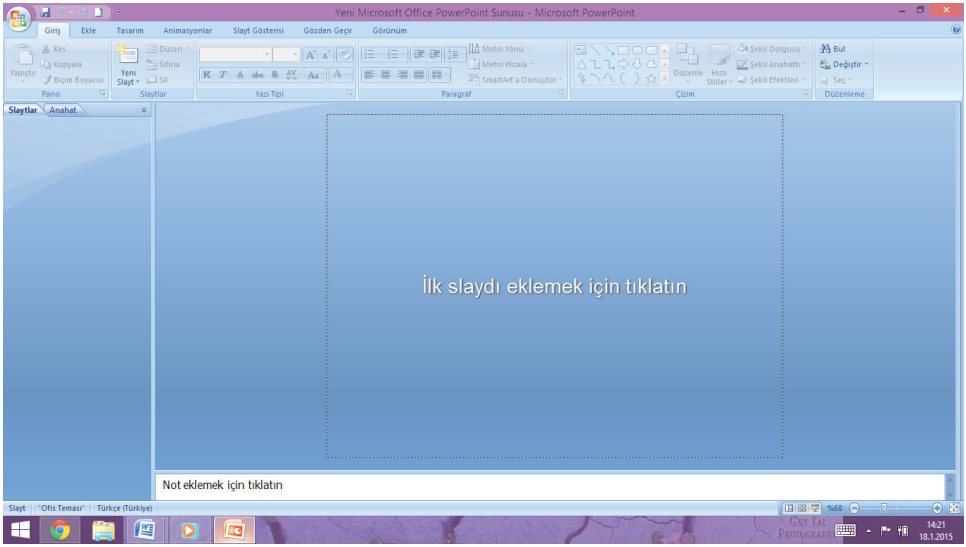 Yeni Microsoft Office PowerPoint Sunusu - Microsoft PowerPoint
Giriş Ekle Tasarım Animasyonlar Slayt Gösterisi Gözden Geçir Görünüm
Yapıştır
Kes
Kopyala
Biçim Boyacısı
Pano
Yeni
Slayt
Düzen
Sıfırla
Sil
Slaytlar
K T A abc S AV Aa A
Yazı Tipi
Metin Yönü
Metni Hizala
SmartArt'a Dönüştür
Paragraf
Düzenle
Hızlı
Stiller
Şekil Dolgusu
Şekil Anahattı
Şekil Efektleri
Çizim
Bul
Değiştir
Seç
Düzenleme
Slaytlar Anahat x
İlk slaydı eklemek için tıklatın
Not eklemek için tıklatın
Slayt "Ofis Teması" Türkçe (Türkiye) %68
14:21
18.1.2015